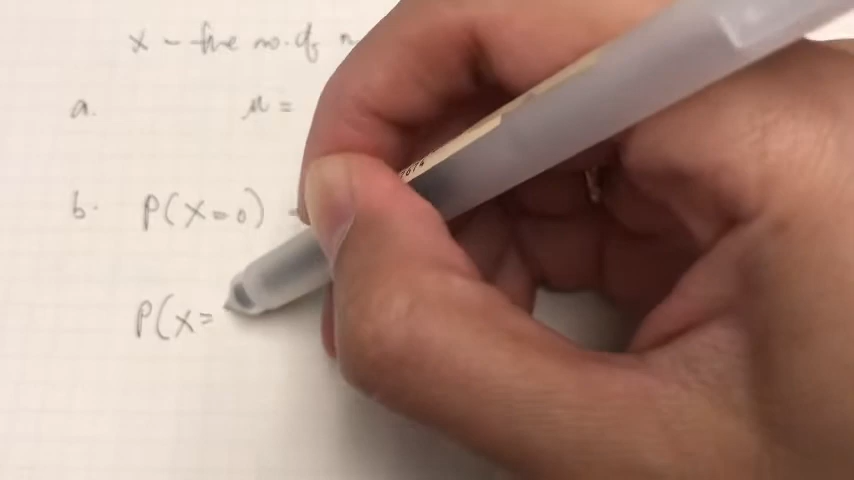 x - the no. of
a. μ =
b. P(X=0)
P(X=